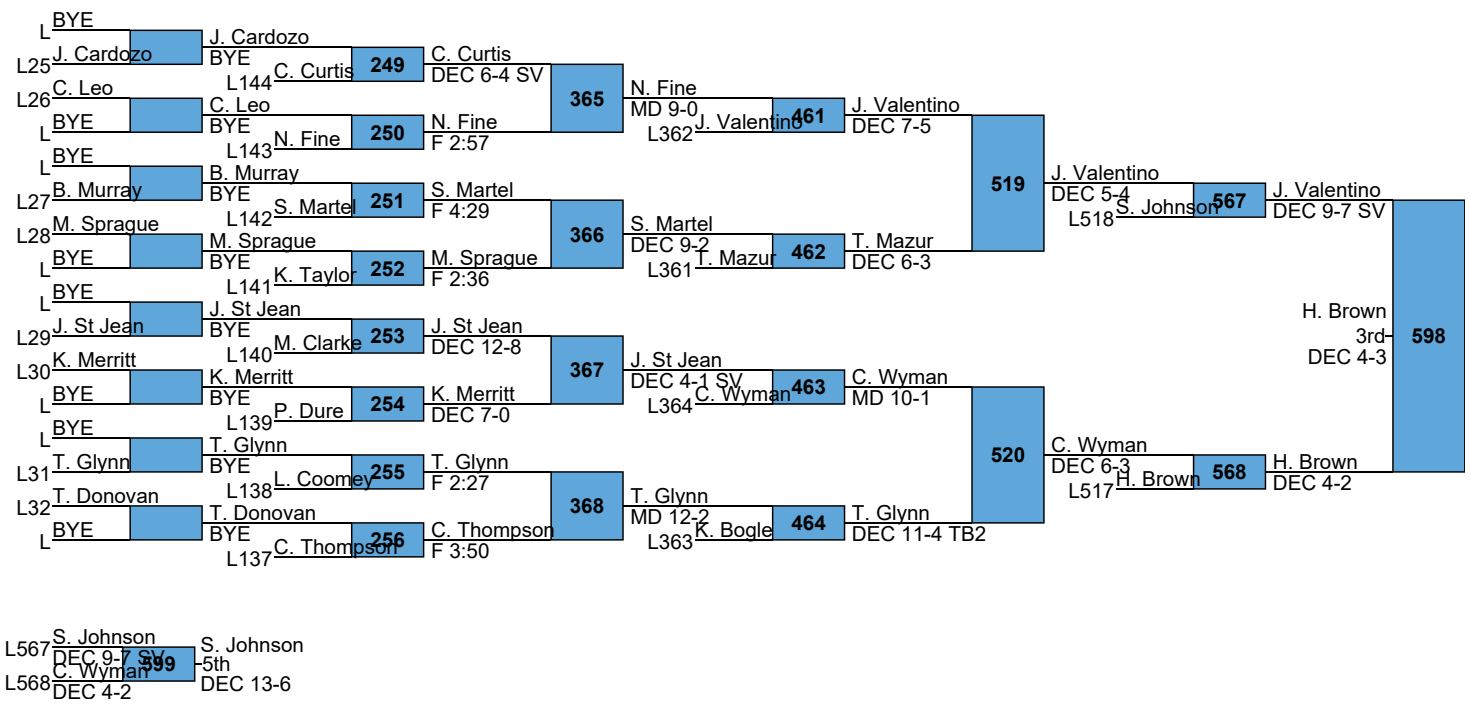 BYE
L
J. Cardozo
L25
J. Cardozo
BYE
C. Leo
L26
BYE
L
C. Leo
BYE
BYE
L
B. Murray
L27
B. Murray
BYE
M. Sprague
L28
BYE
L
M. Sprague
BYE
BYE
L
J. St Jean
L29
J. St Jean
BYE
K. Merritt
L30
BYE
L
K. Merritt
BYE
BYE
L
T. Glynn
L31
T. Glynn
BYE
T. Donovan
L32
BYE
L
T. Donovan
BYE
L144 C. Curtis
249
C. Curtis
DEC 6-4 SV
L143 N. Fine
250
N. Fine
F 2:57
L142 S. Martel
251
S. Martel
F 4:29
L141 K. Taylor
252
M. Sprague
F 2:36
L140 M. Clarke
253
J. St Jean
DEC 12-8
L139 P. Dure
254
K. Merritt
DEC 7-0
L138 L. Coomey
255
T. Glynn
F 2:27
L137 C. Thompson
256
C. Thompson
F 3:50
365
N. Fine
MD 9-0
366
S. Martel
DEC 9-2
367
J. St Jean
DEC 4-1 SV
368
T. Glynn
MD 12-2
L362 J. Valentino
461
J. Valentino
DEC 7-5
L361 T. Mazur
462
T. Mazur
DEC 6-3
L364 C. Wyman
463
C. Wyman
MD 10-1
L363 K. Bogle
464
T. Glynn
DEC 11-4 TB2
519
J. Valentino
DEC 5-4
520
C. Wyman
DEC 6-3
L518 S. Johnson
567
J. Valentino
DEC 9-7 SV
L517 H. Brown
568
H. Brown
DEC 4-2
598
H. Brown
3rd
DEC 4-3
L567 S. Johnson
DEC 9-7 SV
L568 C. Wyman
DEC 4-2
599
S. Johnson
5th
DEC 13-6